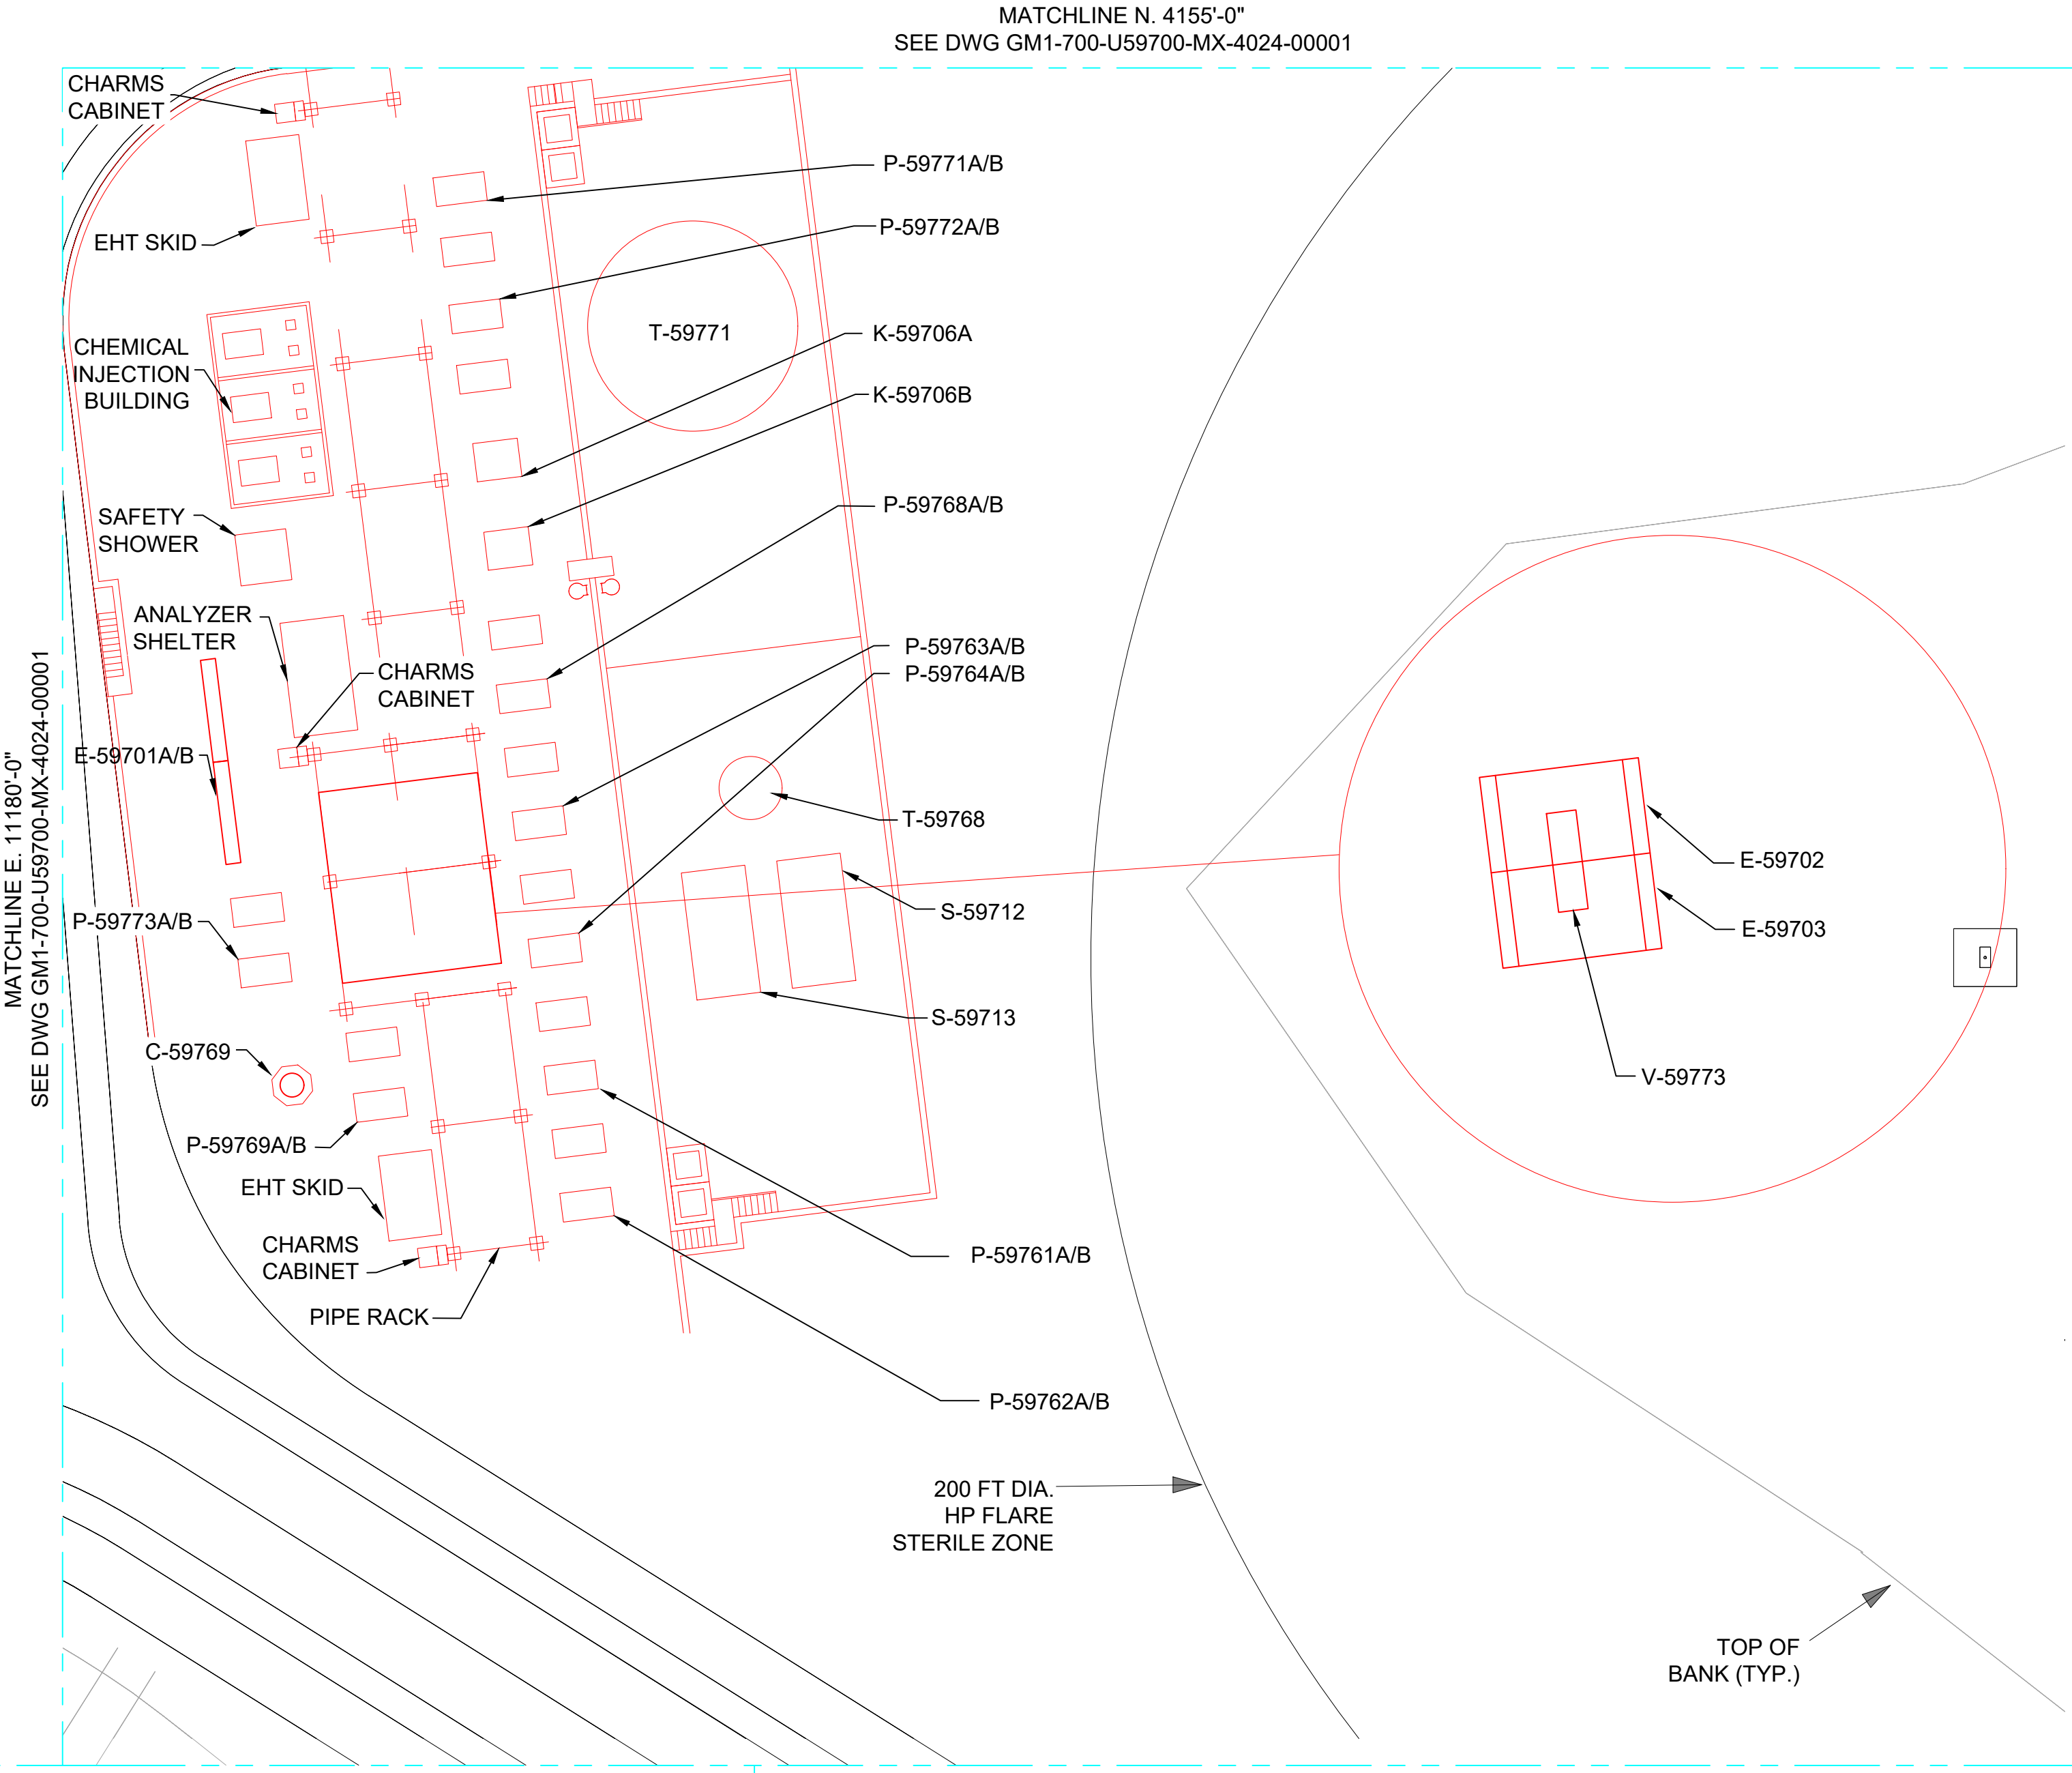 MATCHLINE N. 4155'-0"
SEE DWG GM1-700-U59700-MX-4024-00001
CHARMS
CABINET
P-59771A/B
P-59772A/B
EHT SKID
T-59771
K-59706A
CHEMICAL
INJECTION
BUILDING
K-59706B
P-59768A/B
SAFETY
SHOWER
ANALYZER
SHELTER
P-59763A/B
P-59764A/B
CHARMS
CABINET
MATCHLINE E. 11180'-0"
SEE DWG GM1-700-U59700-MX-4024-00001
E-59701A/B
T-59768
E-59702
S-59712
P-59773A/B
E-59703
S-59713
C-59769
V-59773
P-59769A/B
EHT SKID
CHARMS
CABINET
P-59761A/B
PIPE RACK
P-59762A/B
200 FT DIA.
HP FLARE
STERILE ZONE
TOP OF
BANK (TYP.)